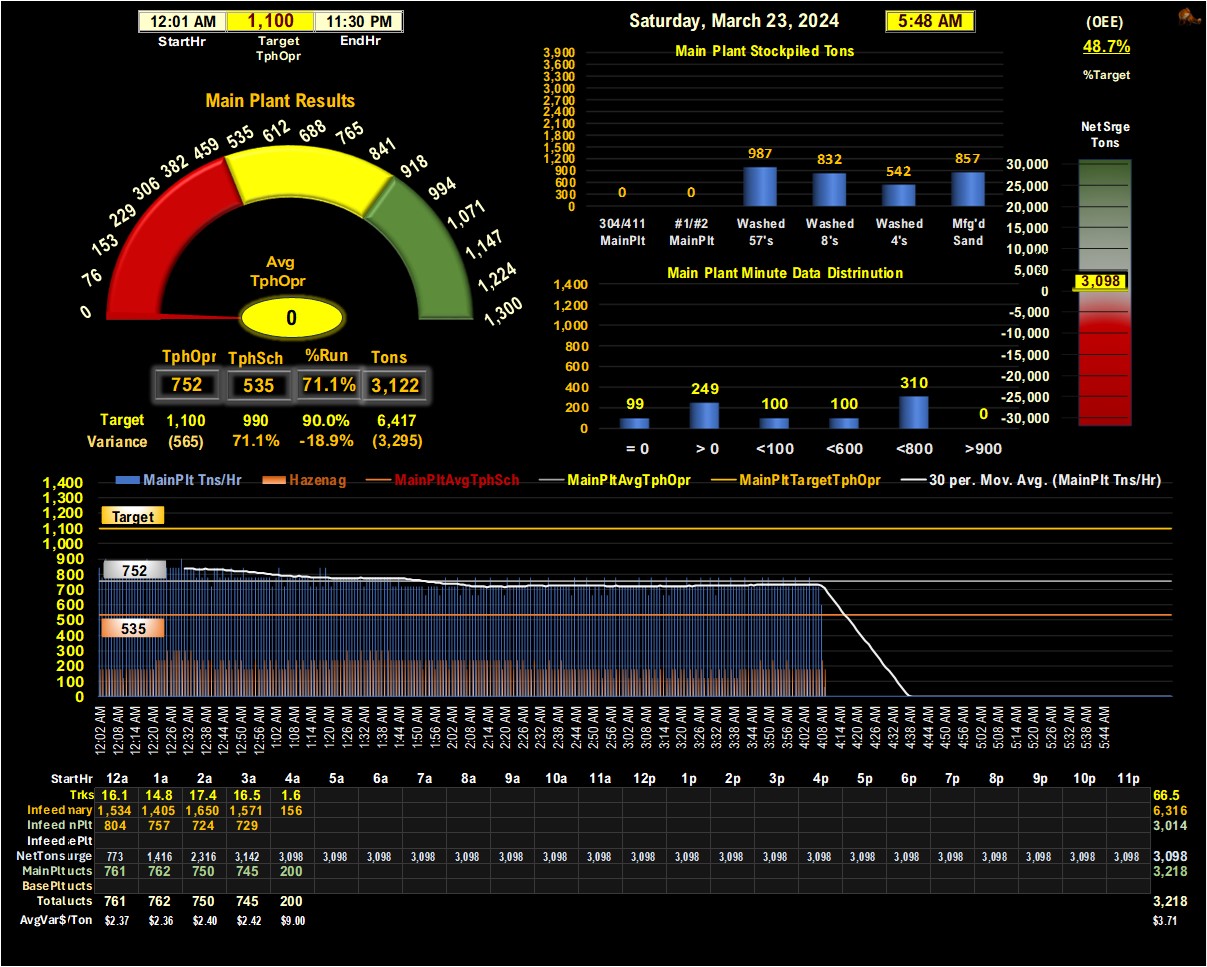 12:01 AM 1,100 11:30 PM
StartHr Target TphOpr EndHr
Saturday, March 23, 2024 5:48 AM
(OEE)
48.7%
%Target
Main Plant Results
0 76 153 229 306 382 459 535 612 688 765 841 918 994 1,071 1,147 1,224 1,300
Avg
TphOpr
0
TphOpr TphSch %Run Tons
752 535 71.1% 3,122
Target 1,100 990 90.0% 6,417
Variance (565) 71.1% -18.9% (3,295)
Main Plant Stockpiled Tons
3,900
3,600
3,300
3,000
2,700
2,400
2,100
1,800
1,500
1,200
900
600
300
0
0 0 987 832 542 857
304/411 #1/#2 Washed Washed Washed Mfg'd
MainPlt MainPlt 57's 8's 4's Sand
Main Plant Minute Data Distrinution
1,400
1,200
1,000
800
600
400
200
0
99 249 100 100 310 0
= 0 > 0 <100 <600 <800 >900
Net Srge
Tons
30,000
25,000
20,000
15,000
10,000
5,000
0
-5,000
-10,000
-15,000
-20,000
-25,000
-30,000
3,098
MainPlt Tns/Hr Hazenag MainPltAvgTphSch MainPltAvgTphOpr MainPltTargetTphOpr 30 per. Mov. Avg. (MainPlt Tns/Hr)
1,400
1,300
1,200
1,100
1,000
900
800
700
600
500
400
300
200
100
0
Target
752
535
12:02 AM 12:08 AM 12:14 AM 12:20 AM 12:26 AM 12:32 AM 12:38 AM 12:44 AM 12:50 AM 12:56 AM 1:02 AM 1:08 AM 1:14 AM 1:20 AM 1:26 AM 1:32 AM 1:38 AM 1:44 AM 1:50 AM 1:56 AM 2:02 AM 2:08 AM 2:14 AM 2:20 AM 2:26 AM 2:32 AM 2:38 AM 2:44 AM 2:50 AM 2:56 AM 3:02 AM 3:08 AM 3:14 AM 3:20 AM 3:26 AM 3:32 AM 3:38 AM 3:44 AM 3:50 AM 3:56 AM 4:02 AM 4:08 AM 4:14 AM 4:20 AM 4:26 AM 4:32 AM 4:38 AM 4:44 AM 4:50 AM 4:56 AM 5:02 AM 5:08 AM 5:14 AM 5:20 AM 5:26 AM 5:32 AM 5:38 AM 5:44 AM
StartHr 12a 1a 2a 3a 4a 5a 6a 7a 8a 9a 10a 11a 12p 1p 2p 3p 4p 5p 6p 7p 8p 9p 10p 11p
Trks 16.1 14.8 17.4 16.5 1.6 66.5
Infeed nary 1,534 1,405 1,650 1,571 156 6,316
Infeed nPlt 804 757 724 729 3,014
Infeed ePlt
NetTons urge 773 1,416 2,316 3,142 3,098 3,098 3,098 3,098 3,098 3,098 3,098 3,098 3,098 3,098 3,098 3,098 3,098 3,098 3,098 3,098 3,098 3,098 3,098 3,098 3,098
MainPlt ucts 761 762 750 745 200 3,218
BasePlt ucts
Total ucts 761 762 750 745 200 3,218
AvgVar$/Ton $2.37 $2.36 $2.40 $2.42 $9.00 $3.71